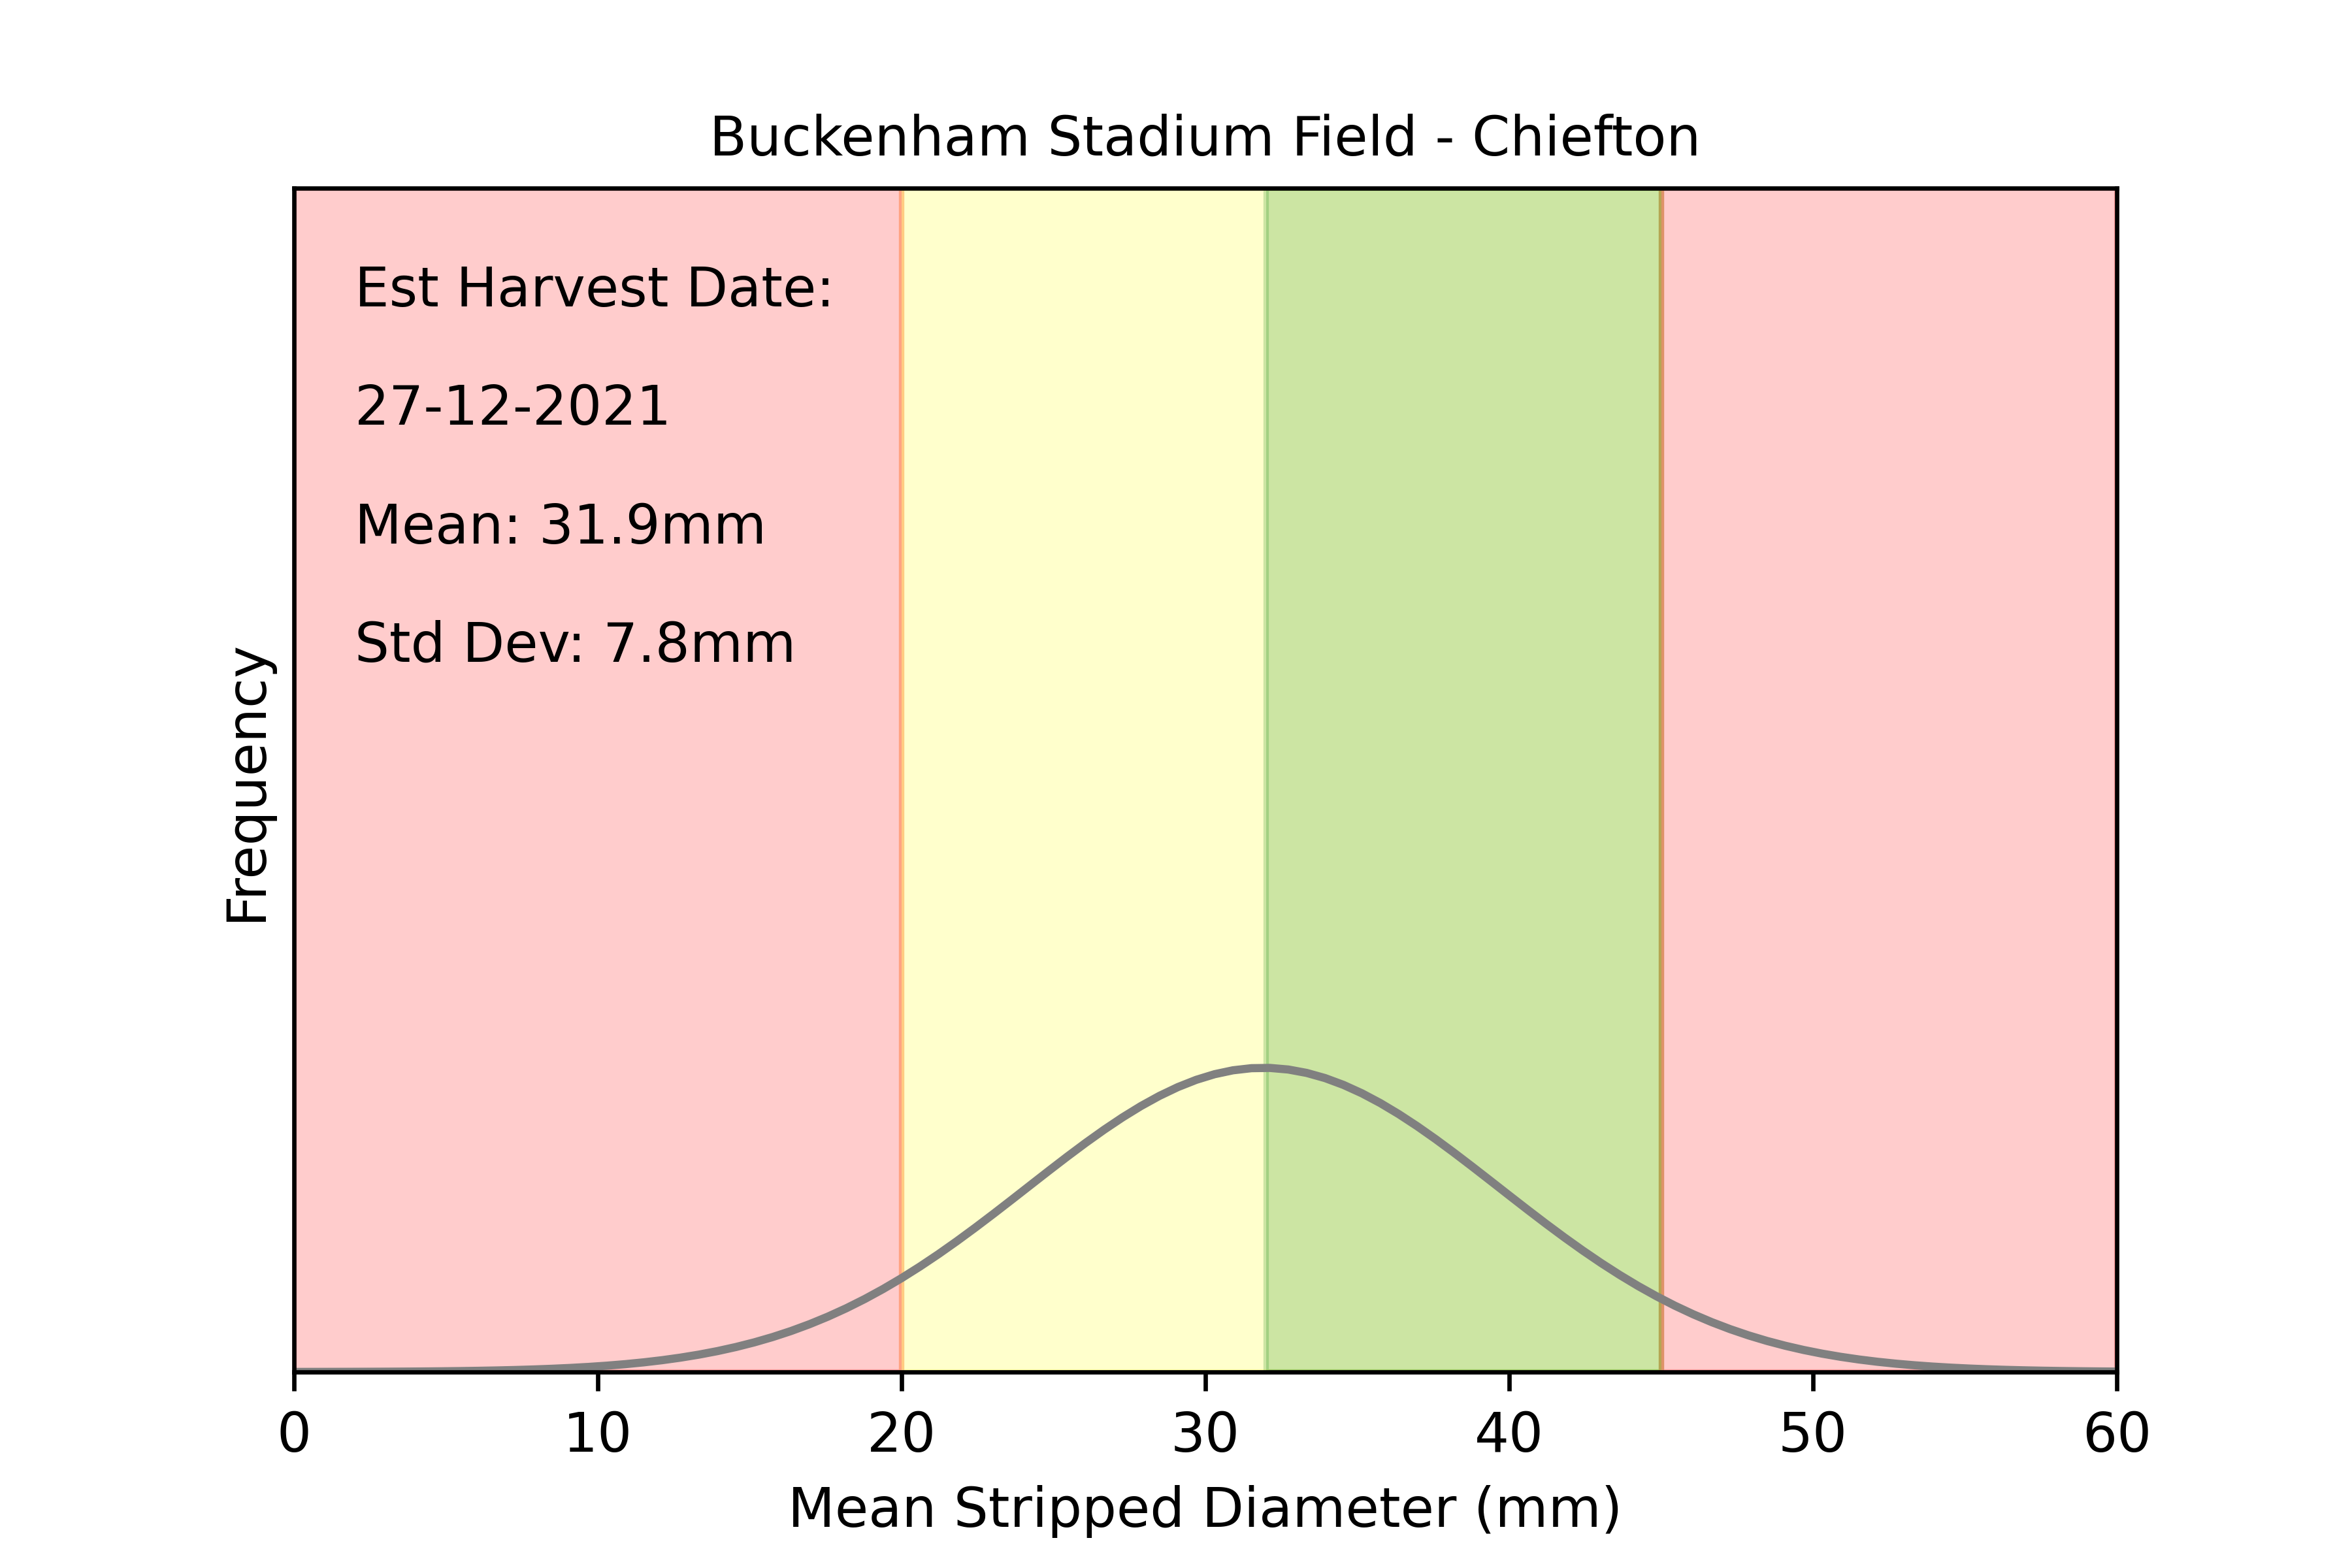 Buckenham Stadium Field - Chiefton
Est Harvest Date:
27-12-2021
Mean: 31.9mm
Std Dev: 7.8mm
Frequency
0 10 20 30 40 50 60
Mean Stripped Diameter (mm)